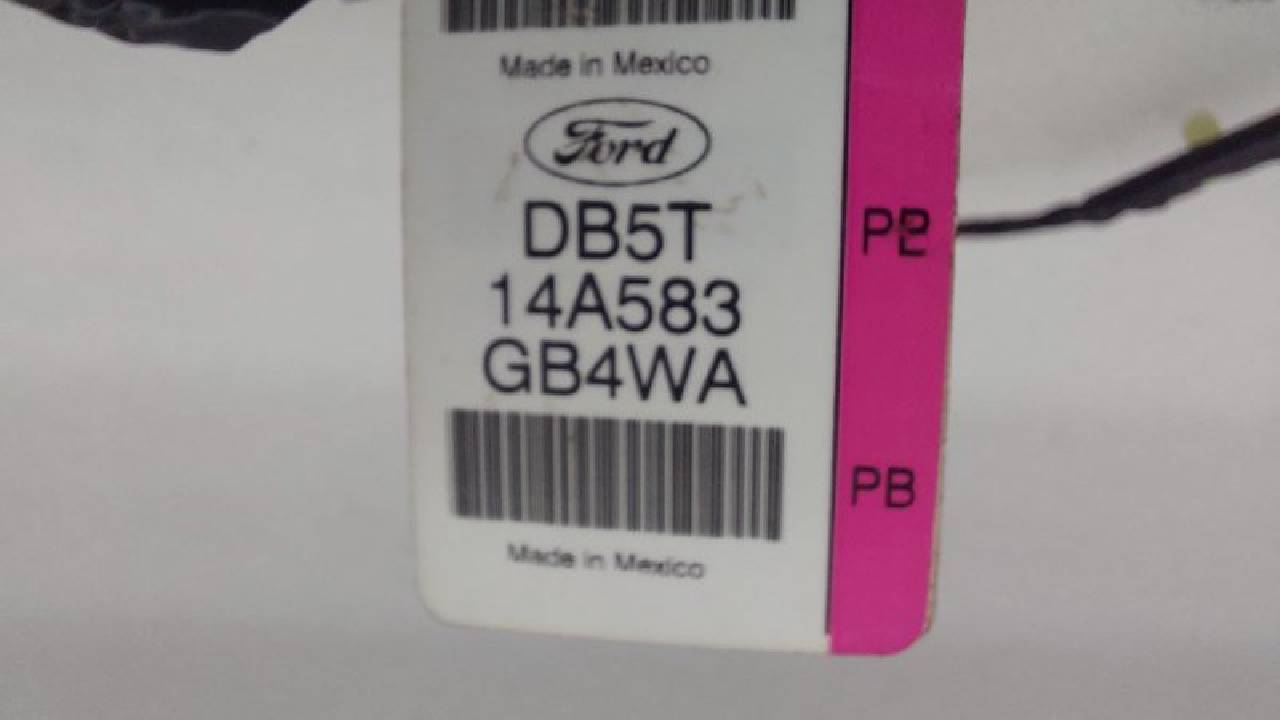 Made in Mexico
Ford
DB5T
14A583
GB4WA
PB
Made in Mexico